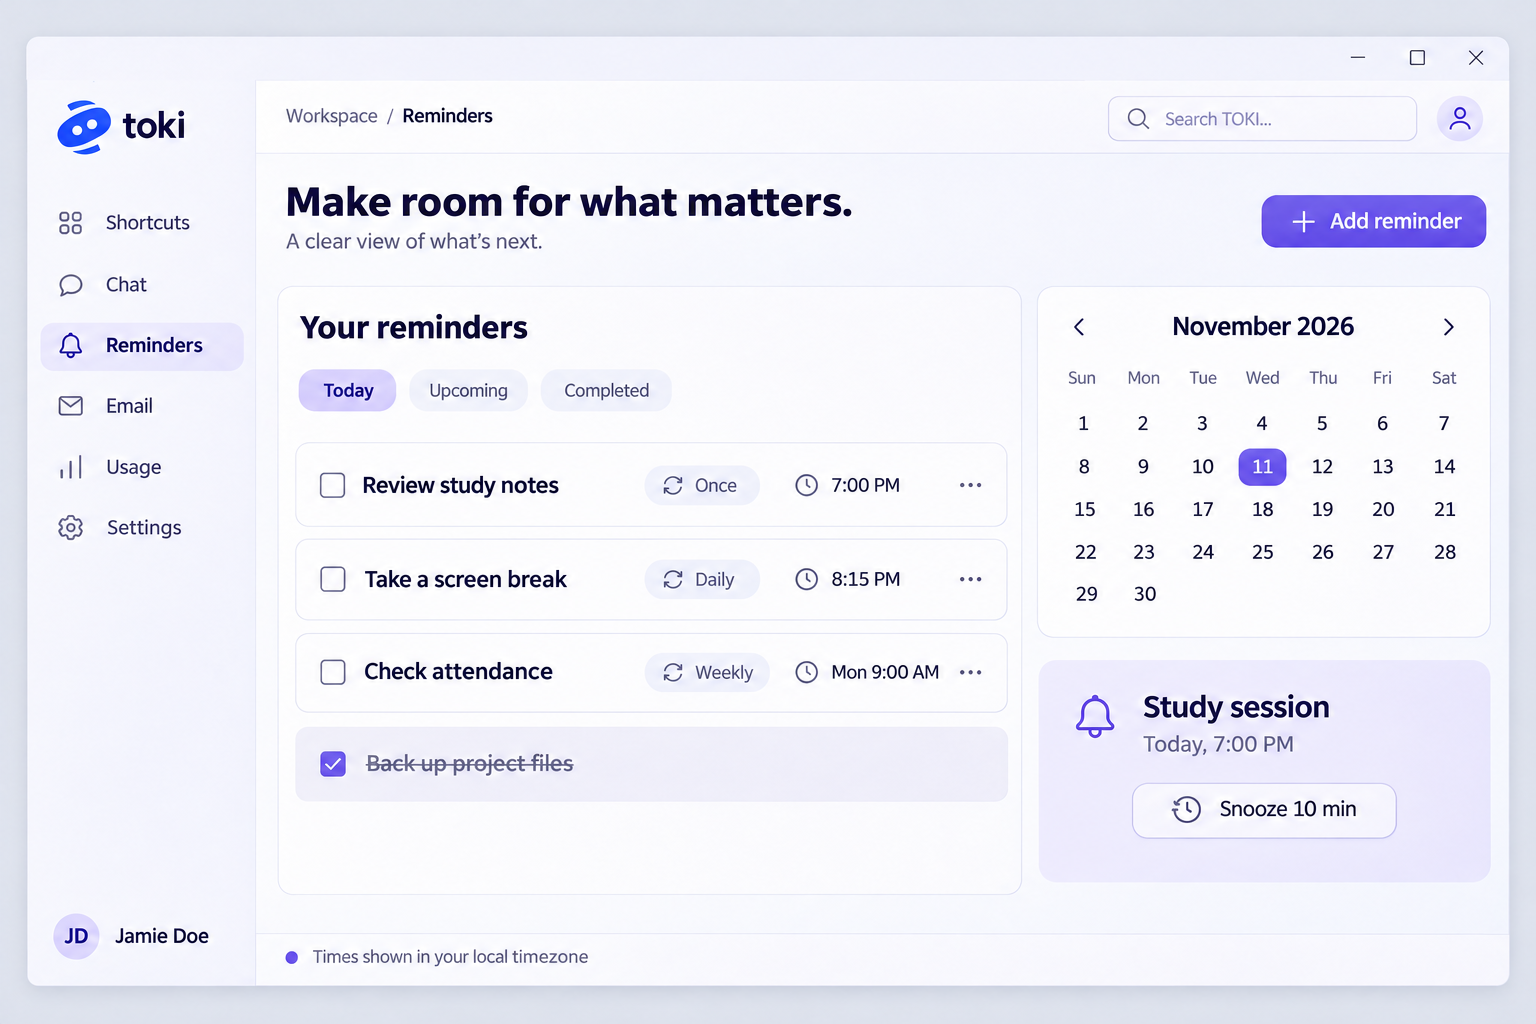 toki
Shortcuts
Chat
Reminders
Email
Usage
Settings
JD Jamie Doe
Workspace / Reminders
Search TOKI...
Make room for what matters.
A clear view of what's next.
Add reminder
Your reminders
Today Upcoming Completed
Review study notes Once 7:00 PM
Take a screen break Daily 8:15 PM
Check attendance Weekly Mon 9:00 AM
Back up project files
November 2026
Sun Mon Tue Wed Thu Fri Sat
1 2 3 4 5 6 7
8 9 10 11 12 13 14
15 16 17 18 19 20 21
22 23 24 25 26 27 28
29 30
Study session
Today, 7:00 PM
Snooze 10 min
Times shown in your local timezone